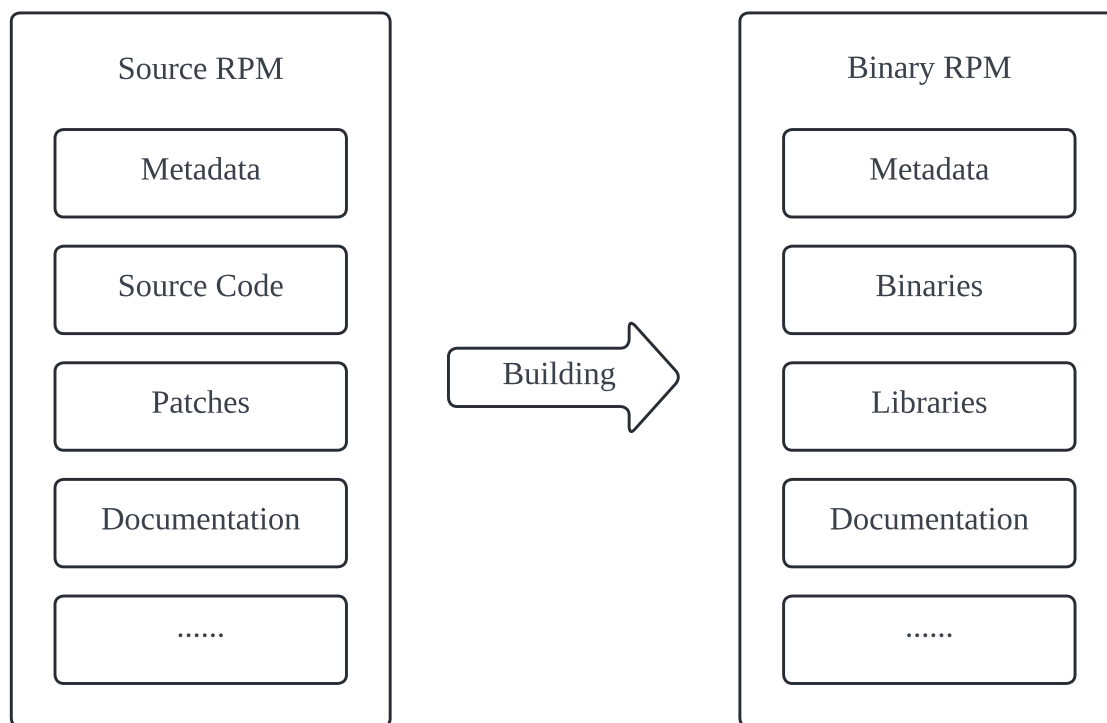 Source RPM
Metadata
Source Code
Patches
Documentation
......
Building
Binary RPM
Metadata
Binaries
Libraries
Documentation
......